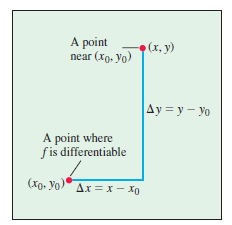 A point
near (x₀, y₀)
(x, y)
Δy = y − y₀
A point where
f is differentiable
(x₀, y₀)
Δx = x − x₀